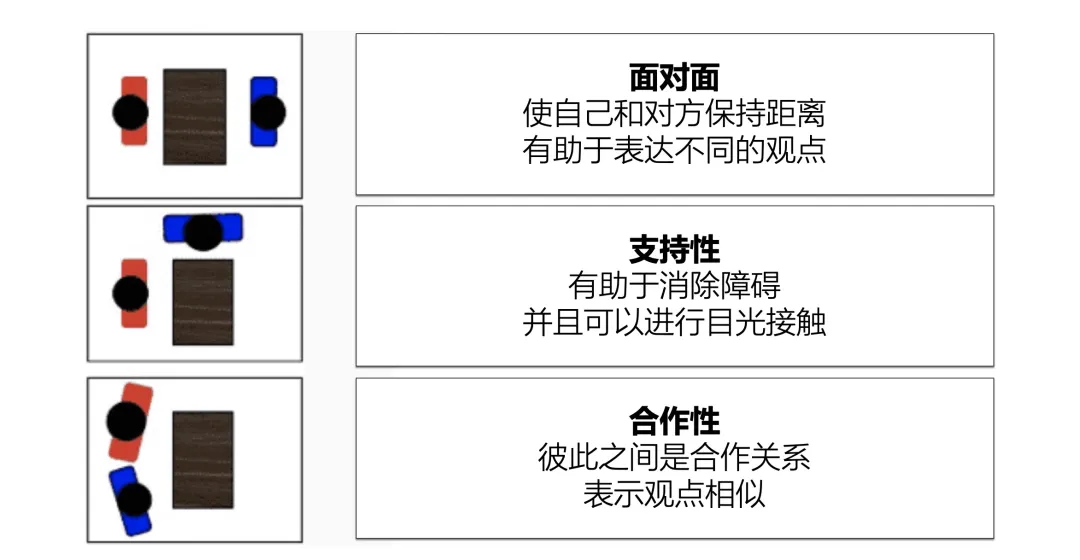 面对面
使自己和对方保持距离
有助于表达不同的观点
支持性
有助于消除障碍
并且可以进行目光接触
合作性
彼此之间是合作关系
表示观点相似